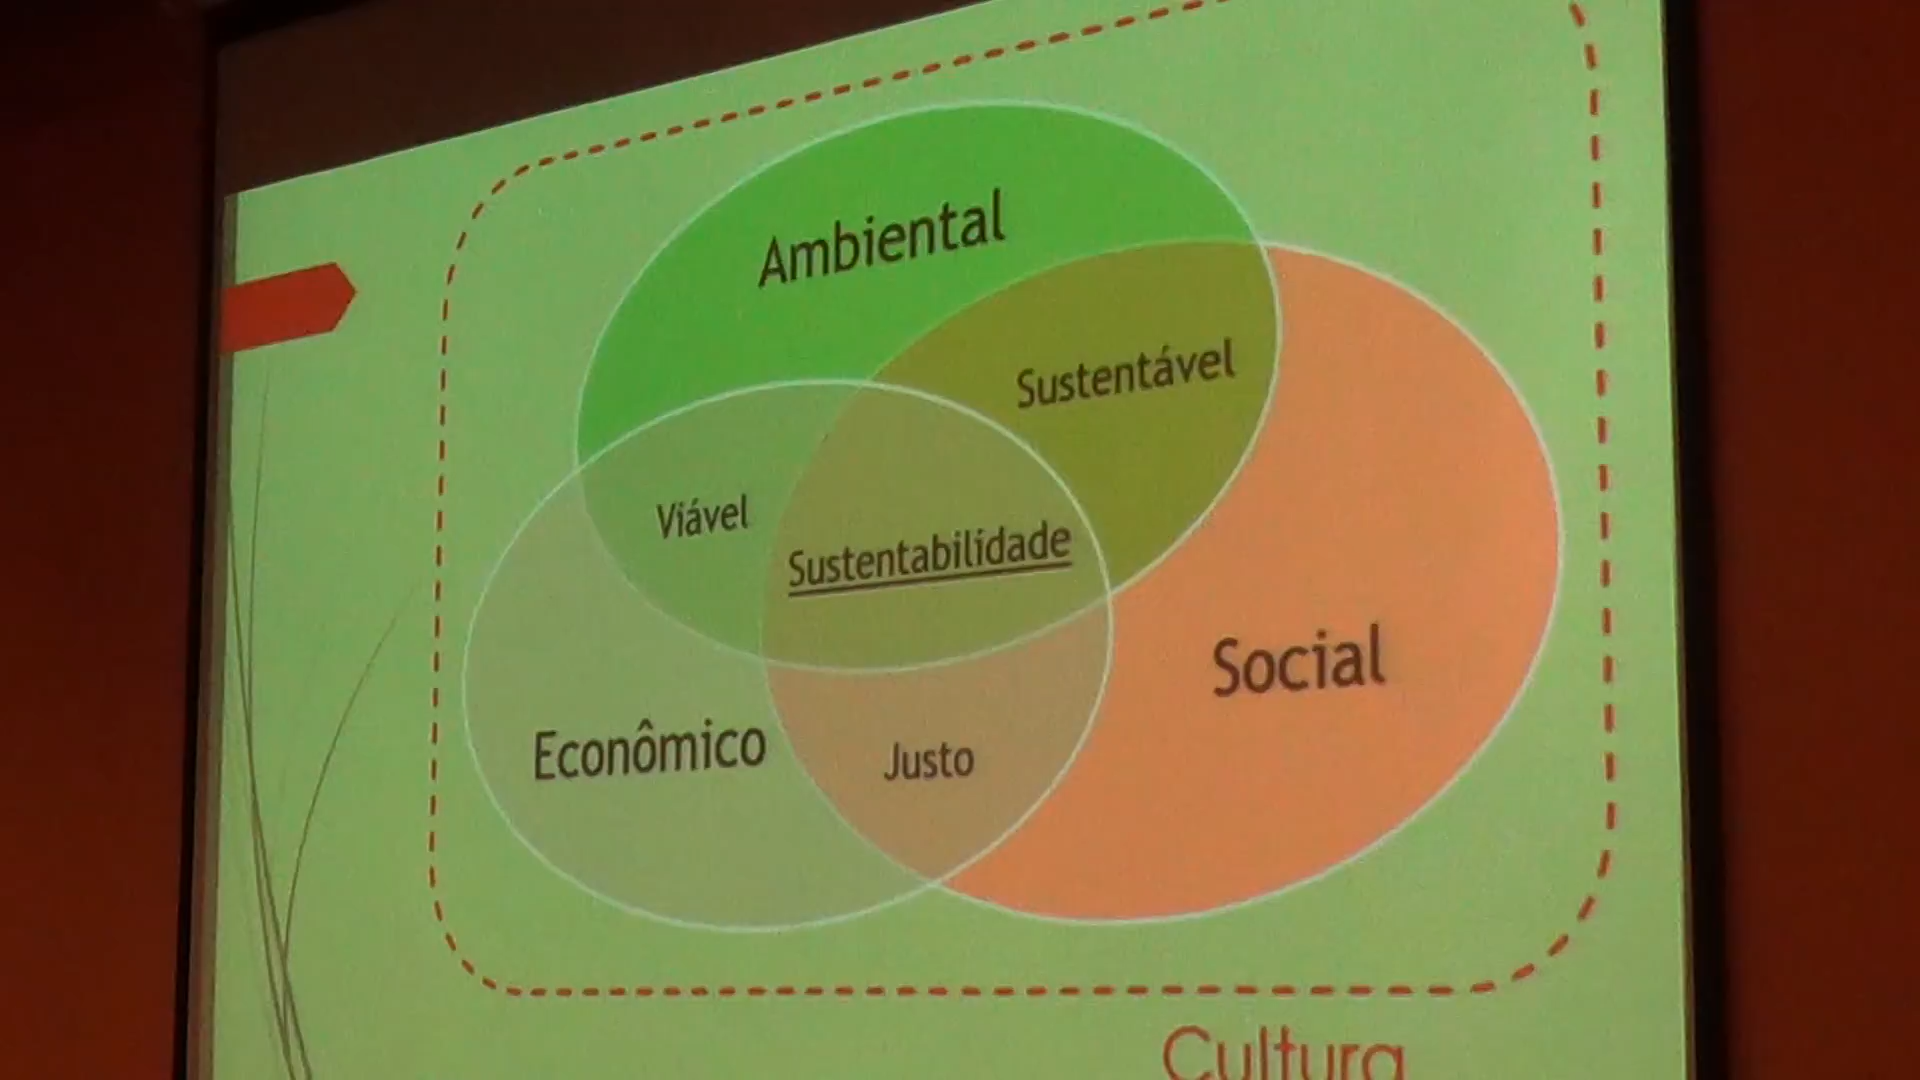 Ambiental
Sustentável
Viável
Sustentabilidade
Social
Econômico
Justo
Cultura